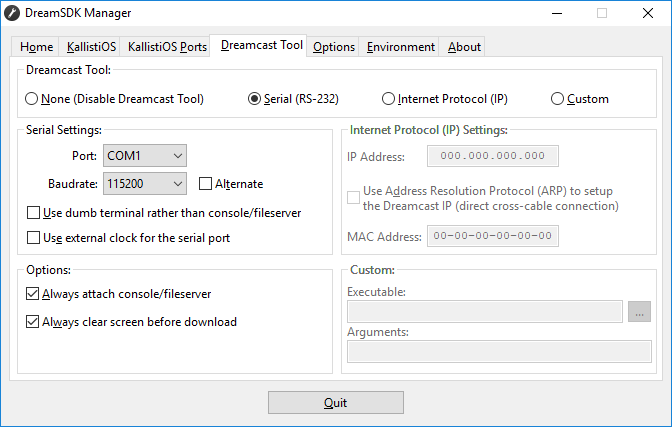 DreamSDK Manager
Home KallistiOS KallistiOS Ports Dreamcast Tool Options Environment About
Dreamcast Tool:
None (Disable Dreamcast Tool) Serial (RS-232) Internet Protocol (IP) Custom
Serial Settings:
Port: COM1
Baudrate: 115200 Alternate
Use dumb terminal rather than console/fileserver
Use external clock for the serial port
Internet Protocol (IP) Settings:
IP Address: 000.000.000.000
Use Address Resolution Protocol (ARP) to setup
the Dreamcast IP (direct cross-cable connection)
MAC Address: 00-00-00-00-00-00
Options:
Always attach console/fileserver
Always clear screen before download
Custom:
Executable:
...
Arguments:
Quit